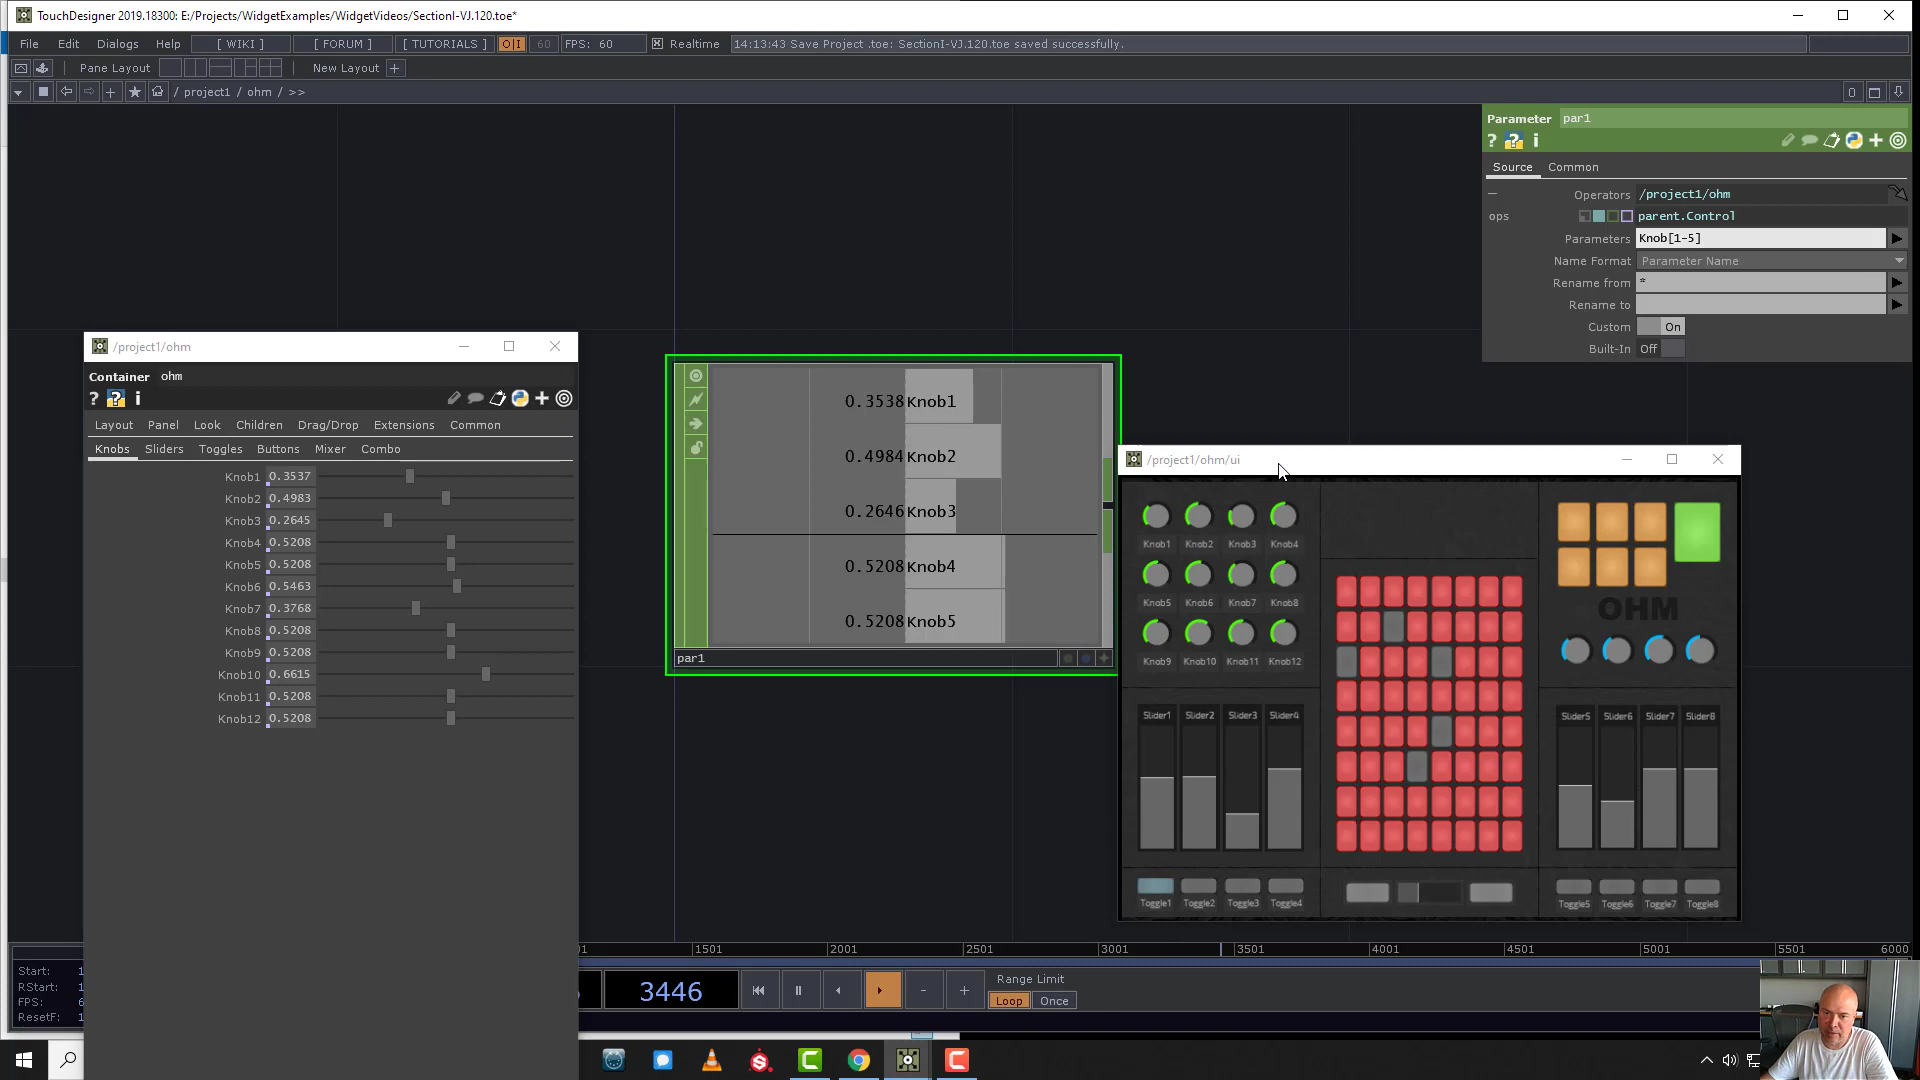 TouchDesigner 2019.18300: E:/Projects/WidgetExamples/WidgetVideos/SectionI-VJ.120.toe*
File Edit Dialogs Help [ WIKI ] [ FORUM ] [ TUTORIALS ] O|I 60 FPS: 60 Realtime 14:13:43 Save Project .toe: SectionI-VJ.120.toe saved successfully.
Pane Layout New Layout +
/ project1 / ohm / >> 0
Parameter par1
? ? i
Source Common
Operators /project1/ohm
ops parent.Control
Parameters Knob[1-5]
Name Format Parameter Name
Rename from *
Rename to
Custom On
Built-In Off
/project1/ohm
Container ohm
? ? i
Layout Panel Look Children Drag/Drop Extensions Common
Knobs Sliders Toggles Buttons Mixer Combo
Knob1 0.3537
Knob2 0.4983
Knob3 0.2645
Knob4 0.5208
Knob5 0.5208
Knob6 0.5463
Knob7 0.3768
Knob8 0.5208
Knob9 0.5208
Knob10 0.6615
Knob11 0.5208
Knob12 0.5208
0.3538 Knob1
0.4984 Knob2
0.2646 Knob3
0.5208 Knob4
0.5208 Knob5
par1
/project1/ohm/ui
Knob1 Knob2 Knob3 Knob4
Knob5 Knob6 Knob7 Knob8
Knob9 Knob10 Knob11 Knob12
OHM
Slider1 Slider2 Slider3 Slider4
Slider5 Slider6 Slider7 Slider8
Toggle1 Toggle2 Toggle3 Toggle4
Toggle5 Toggle6 Toggle7 Toggle8
1501 2001 2501 3001 3501 4001 4501 5001 5501 6000
Start: 1
RStart: 1
FPS: 6
ResetF: 1
3446
Range Limit
Loop Once